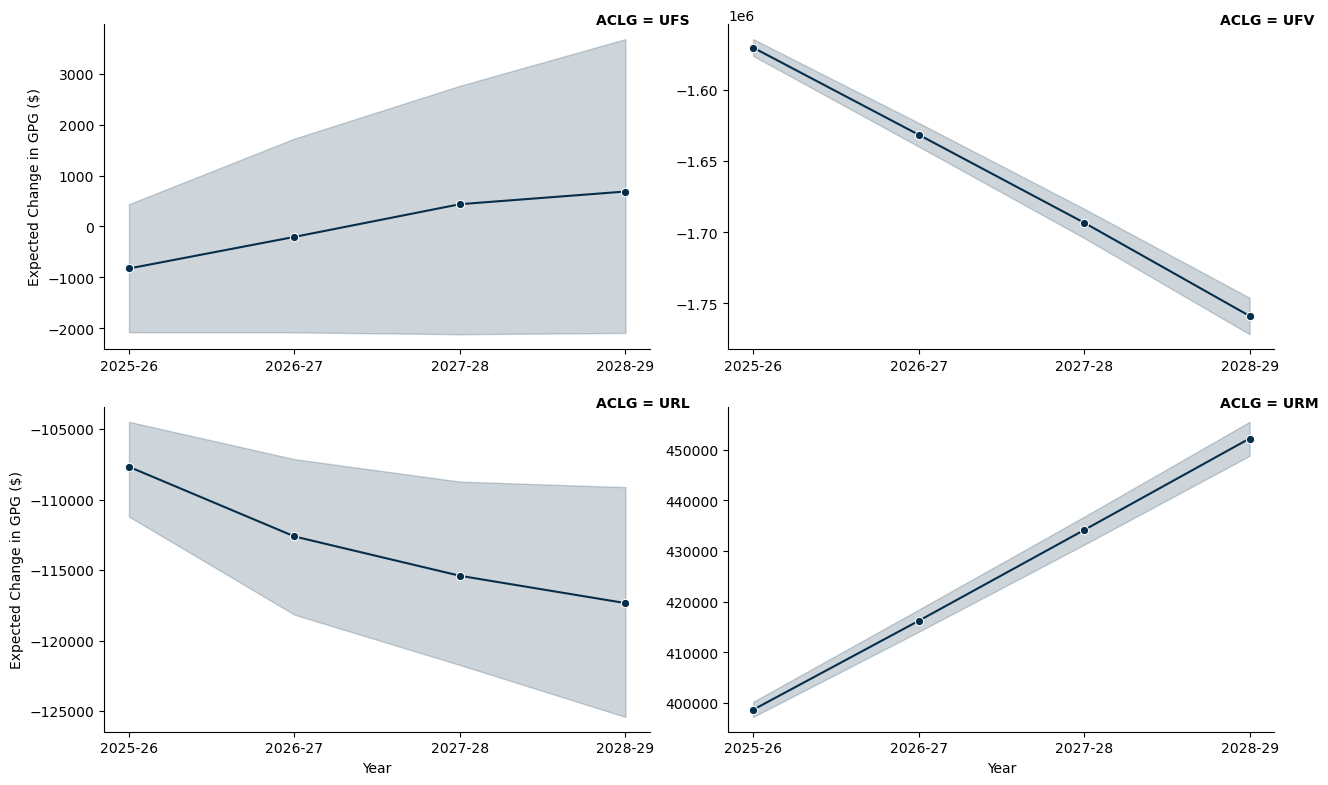 ACLG = UFS
Expected Change in GPG ($)
3000
2000
1000
0
−1000
−2000
2025-26 2026-27 2027-28 2028-29
1e6
ACLG = UFV
−1.60
−1.65
−1.70
−1.75
2025-26 2026-27 2027-28 2028-29
ACLG = URL
Expected Change in GPG ($)
−105000
−110000
−115000
−120000
−125000
2025-26 2026-27 2027-28 2028-29
Year
ACLG = URM
450000
440000
430000
420000
410000
400000
2025-26 2026-27 2027-28 2028-29
Year